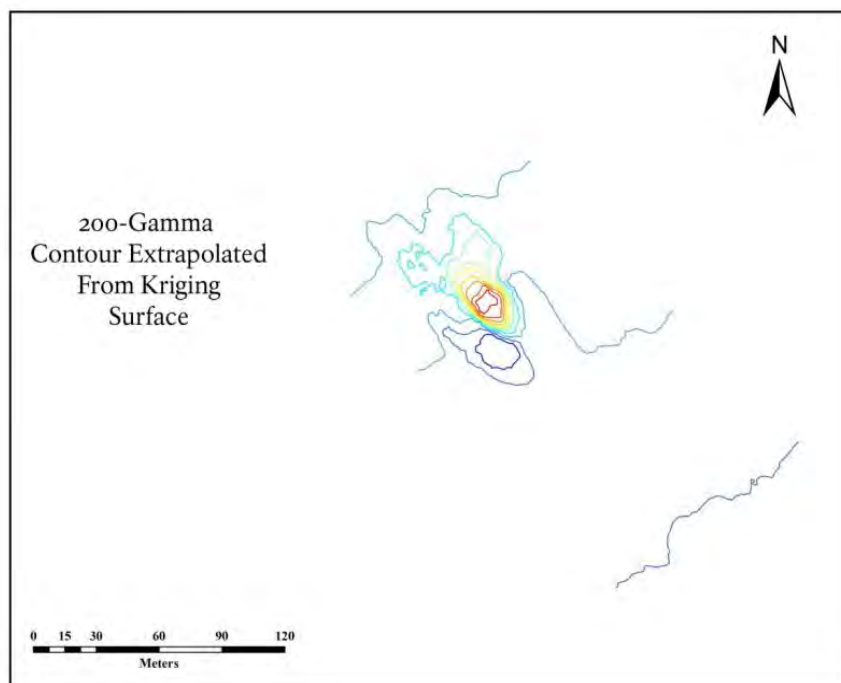 N
200-Gamma
Contour Extrapolated
From Kriging
Surface
0 15 30 60 90 120
Meters